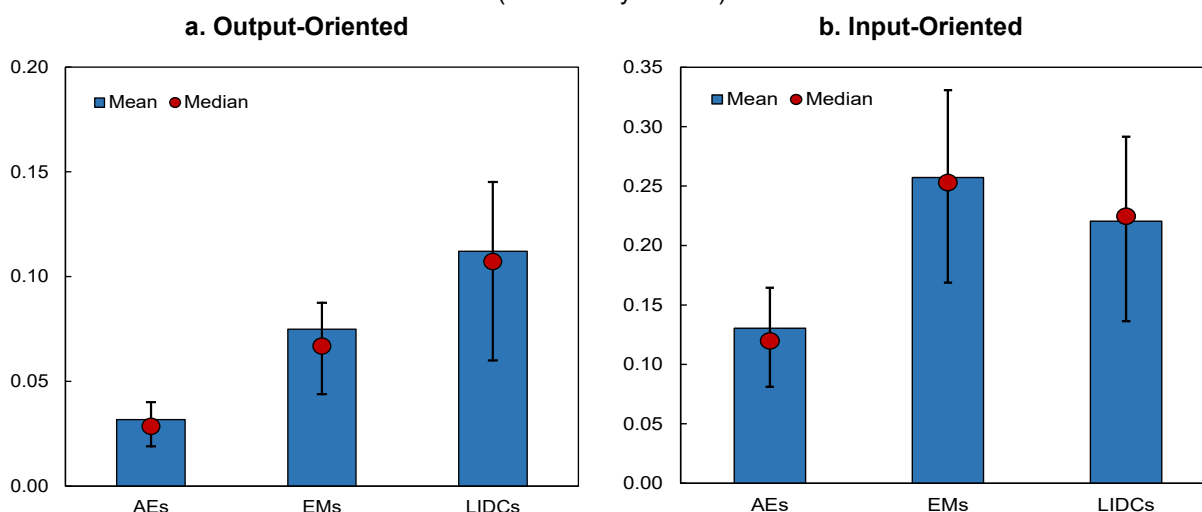 a. Output-Oriented
b. Input-Oriented
0.20
0.15
0.10
0.05
0.00
Mean Median
AEs EMs LIDCs
0.35
0.30
0.25
0.20
0.15
0.10
0.05
0.00
Mean Median
AEs EMs LIDCs